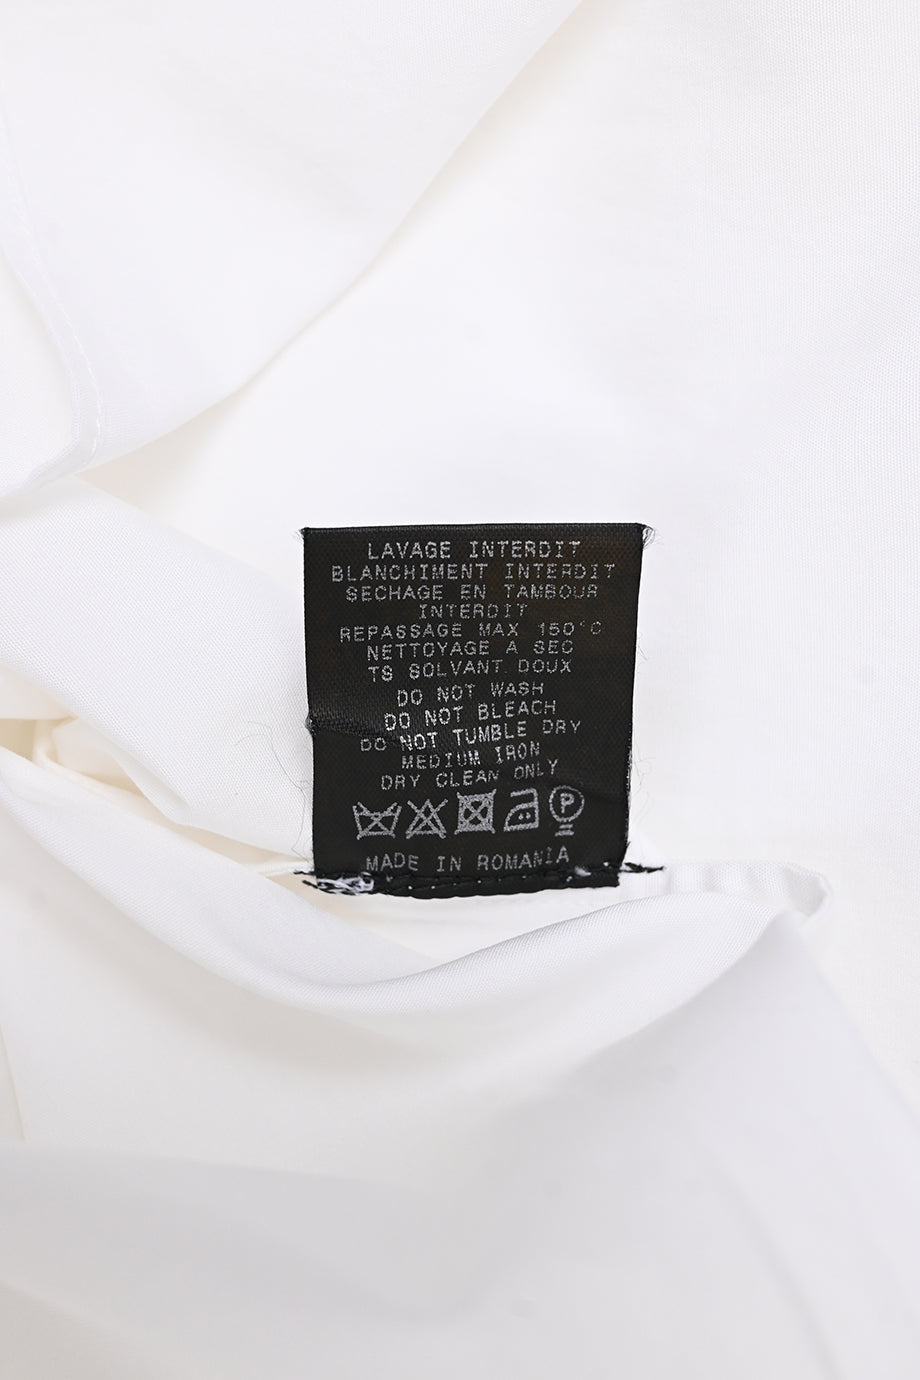 LAVAGE INTERDIT
BLANCHIMENT INTERDIT
SECHAGE EN TAMBOUR
INTERDIT
REPASSAGE MAX 150°C
NETTOYAGE A SEC
TS SOLVANT DOUX
DO NOT WASH
DO NOT BLEACH
DO NOT TUMBLE DRY
MEDIUM IRON
DRY CLEAN ONLY
P
MADE IN ROMANIA